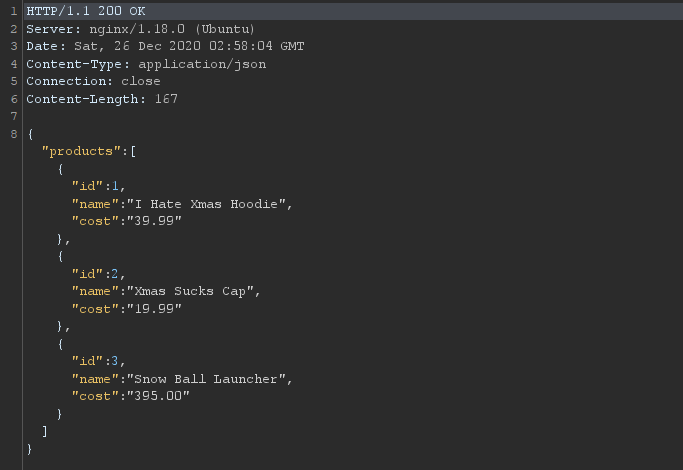 1 HTTP/1.1 200 OK
2 Server: nginx/1.18.0 (Ubuntu)
3 Date: Sat, 26 Dec 2020 02:58:04 GMT
4 Content-Type: application/json
5 Connection: close
6 Content-Length: 167
7
8 {
  "products":[
    {
      "id":1,
      "name":"I Hate Xmas Hoodie",
      "cost":"39.99"
    },
    {
      "id":2,
      "name":"Xmas Sucks Cap",
      "cost":"19.99"
    },
    {
      "id":3,
      "name":"Snow Ball Launcher",
      "cost":"395.00"
    }
  ]
}